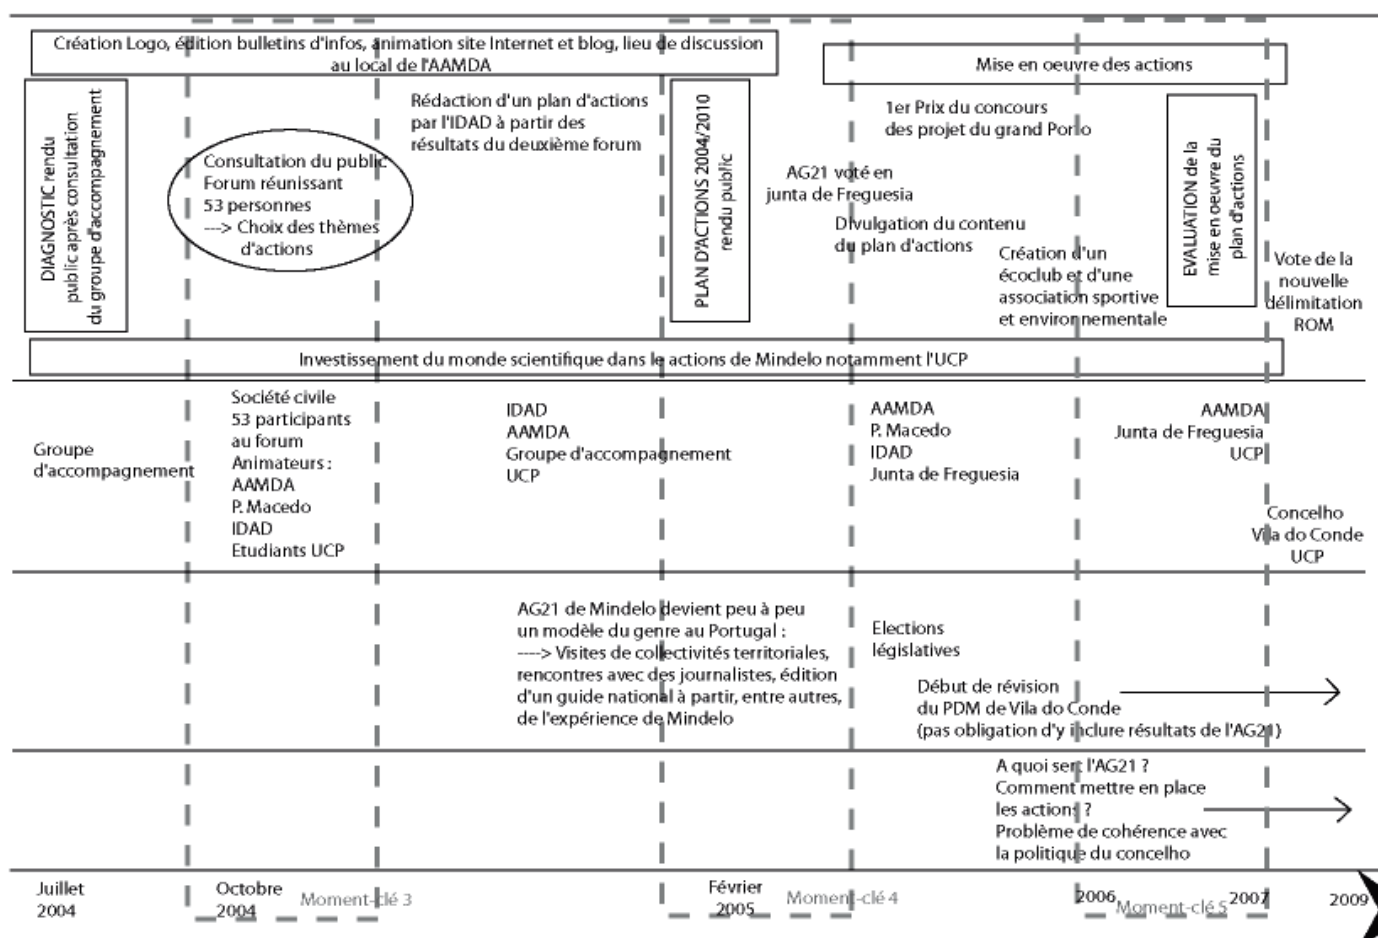 Création Logo, édition bulletins d'infos, animation site Internet et blog, lieu de discussion
au local de l'AAMDA
Mise en oeuvre des actions
DIAGNOSTIC rendu
public après consultation
du groupe d'accompagnement
Consultation du public
Forum réunissant
53 personnes
---> Choix des thèmes
d'actions
Rédaction d'un plan d'actions
par l'IDAD à partir des
résultats du deuxième forum
PLAN D'ACTIONS 2004/2010
rendu public
1er Prix du concours
des projet du grand Porto
AG21 voté en
junta de Freguesia
Divulgation du contenu
du plan d'actions
Création d'un
écoclub et d'une
association sportive
et environnementale
EVALUATION de la
mise en oeuvre du
plan d'actions
Vote de la
nouvelle
délimitation
ROM
Investissement du monde scientifique dans le actions de Mindelo notamment l'UCP
Groupe
d'accompagnement
Société civile
53 participants
au forum
Animateurs :
AAMDA
P. Macedo
IDAD
Etudiants UCP
IDAD
AAMDA
Groupe d'accompagnement
UCP
AAMDA
P. Macedo
IDAD
Junta de Freguesia
AAMDA
Junta de Freguesia
UCP
Concelho
Vila do Conde
UCP
AG21 de Mindelo devient peu à peu
un modèle du genre au Portugal :
----> Visites de collectivités territoriales,
rencontres avec des journalistes, édition
d'un guide national à partir, entre autres,
de l'expérience de Mindelo
Elections
législatives
Début de révision
du PDM de Vila do Conde
(pas obligation d'y inclure résultats de l'AG21)
A quoi sert l'AG21 ?
Comment mettre en place
les actions ?
Problème de cohérence avec
la politique du concelho
Juillet
2004
Octobre
2004
Moment-clé 3
Février
2005
Moment-clé 4
2006
Moment-clé 5
2007
2009